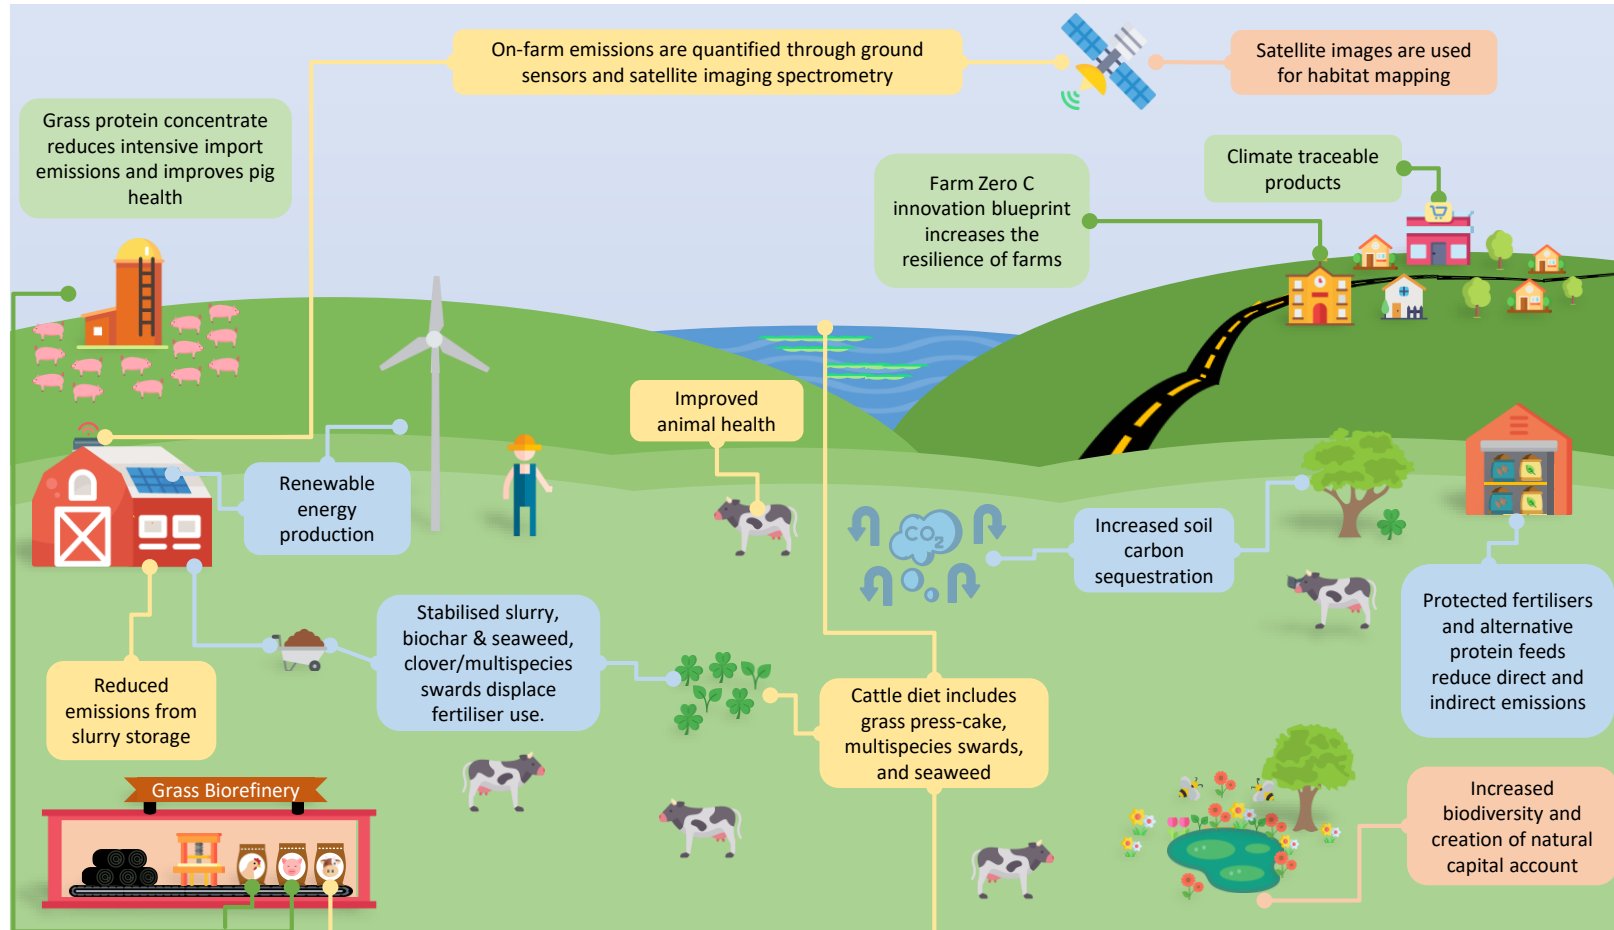 On-farm emissions are quantified through ground
sensors and satellite imaging spectrometry
Satellite images are used
for habitat mapping
Grass protein concentrate
reduces intensive import
emissions and improves pig
health
Climate traceable
products
Farm Zero C
innovation blueprint
increases the
resilience of farms
Improved
animal health
Renewable
energy
production
CO2
Increased soil
carbon
sequestration
Protected fertilisers
and alternative
protein feeds
reduce direct and
indirect emissions
Stabilised slurry,
biochar & seaweed,
clover/multispecies
swards displace
fertiliser use.
Reduced
emissions from
slurry storage
Cattle diet includes
grass press-cake,
multispecies swards,
and seaweed
Grass Biorefinery
Increased
biodiversity and
creation of natural
capital account